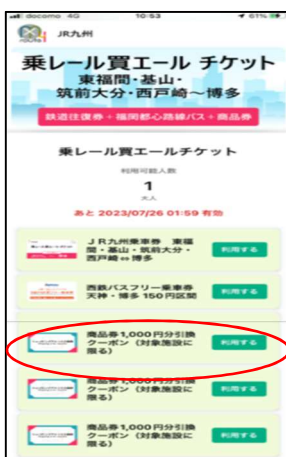 docomo 4G 10:53 61%
JR九州
乗レール買エール チケット
東福間・基山・
筑前大分・西戸崎～博多
鉄道往復券＋福岡都心路線バス＋商品券
乗レール買エールチケット
利用可能人数
1
大人
あと 2023/07/26 01:59 有効
ＪＲ九州乗車券 東福
間・基山・筑前大分・
西戸崎⇔博多
利用する
西鉄バスフリー乗車券
天神・博多 150円区間
利用する
商品券1,000円分引換
クーポン（対象施設に
限る）
利用する
商品券1,000円分引換
クーポン（対象施設に
限る）
利用する
商品券1,000円分引換
クーポン（対象施設に
限る）
利用する